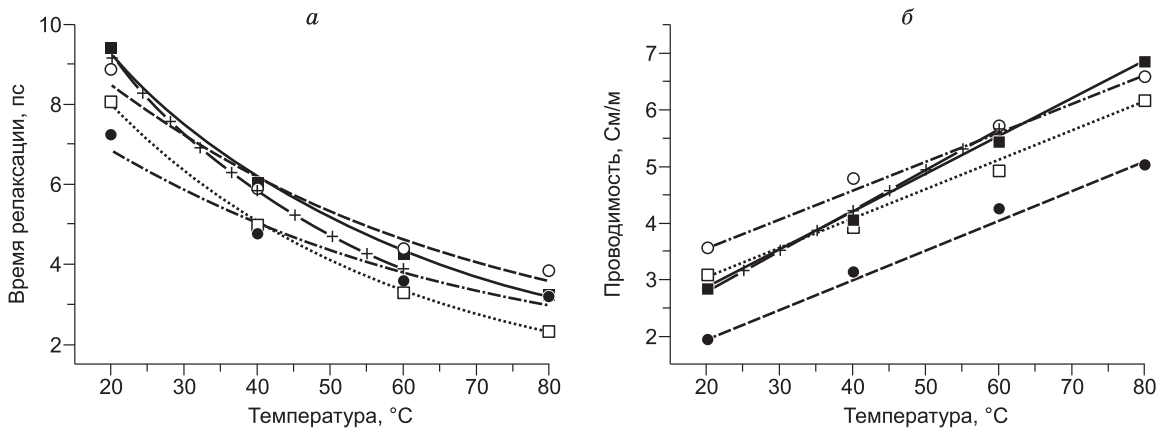 а
Время релаксации, пс
10
8
6
4
2
20 30 40 50 60 70 80
Температура, °C
б
Проводимость, См/м
7
6
5
4
3
2
20 30 40 50 60 70 80
Температура, °C